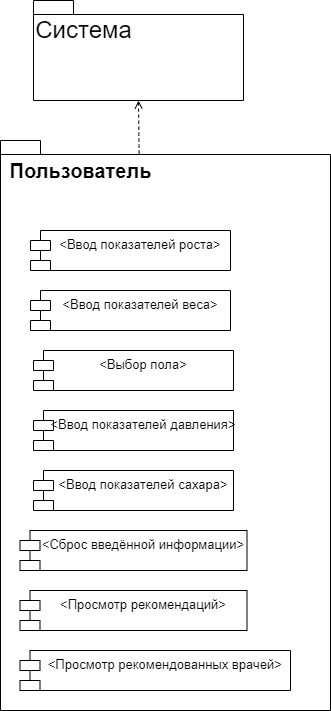 Система
Пользователь
<Ввод показателей роста>
<Ввод показателей веса>
<Выбор пола>
<Ввод показателей давления>
<Ввод показателей сахара>
<Сброс введённой информации>
<Просмотр рекомендаций>
<Просмотр рекомендованных врачей>